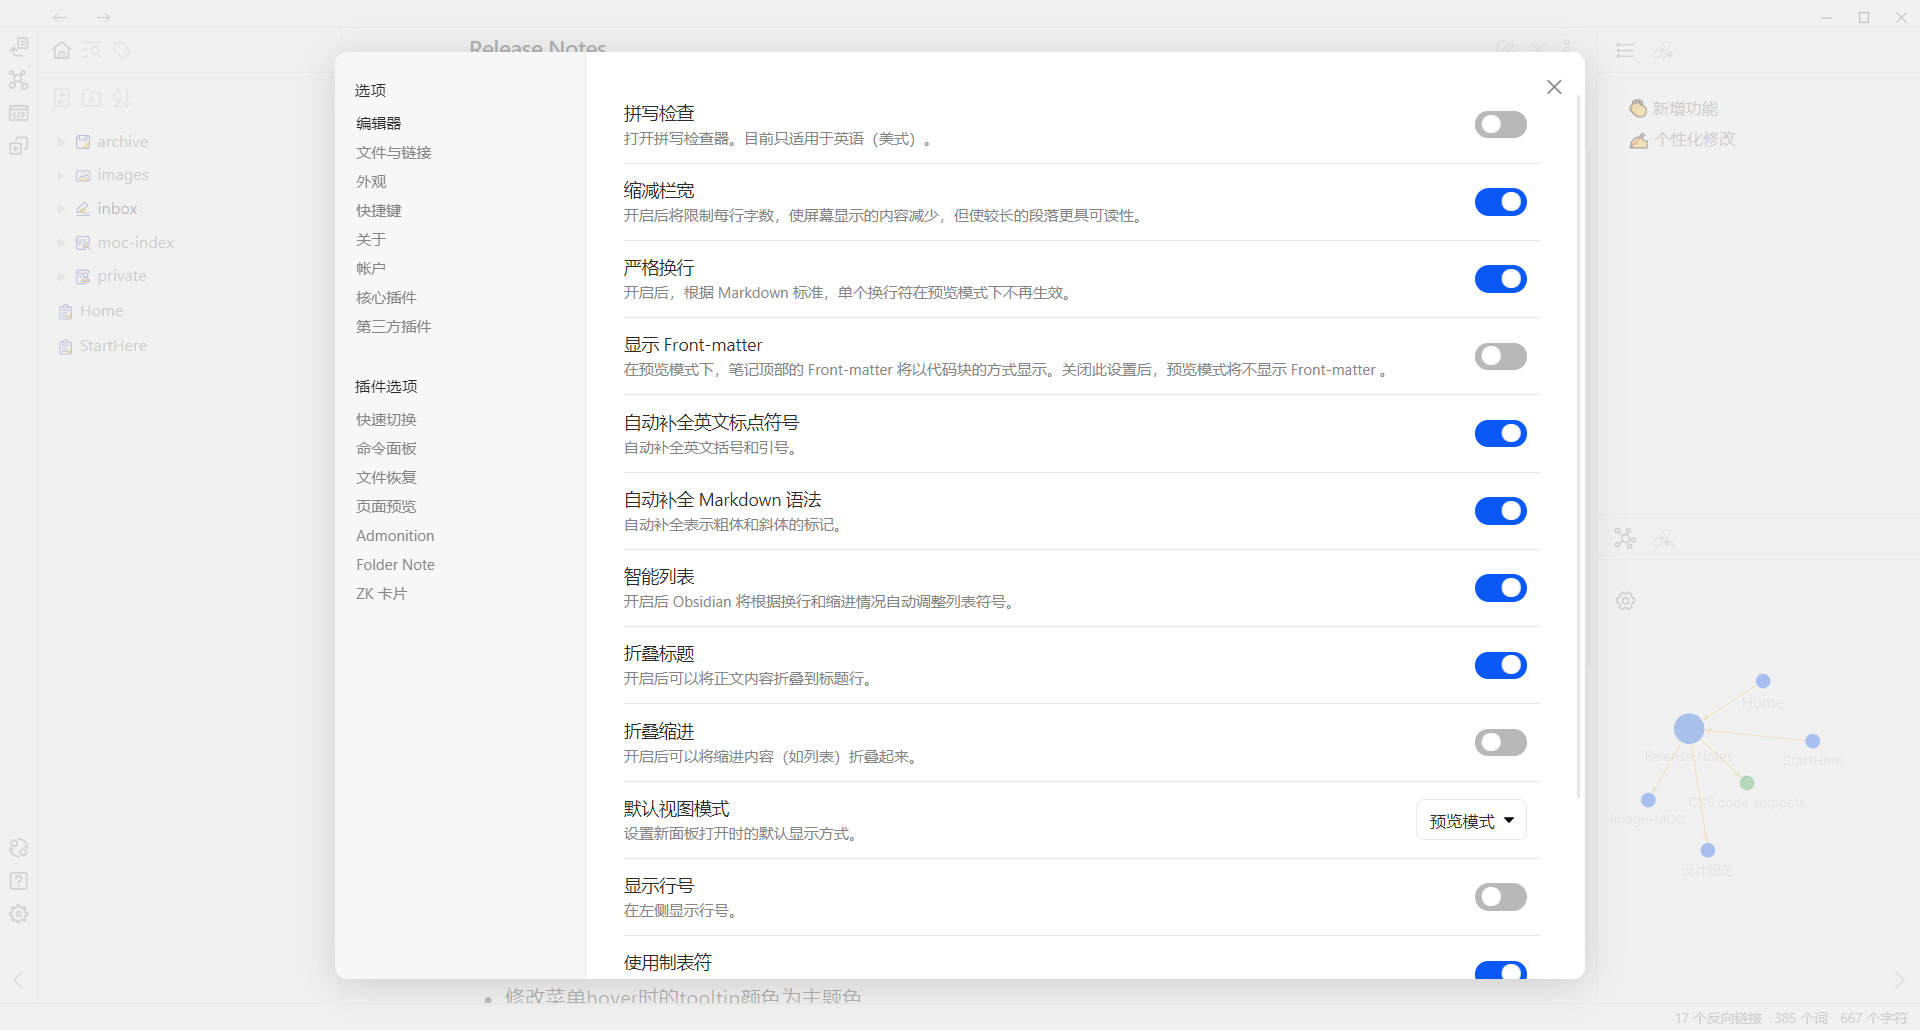 Release Notes
archive
images
inbox
moc-index
private
Home
StartHere
选项
编辑器
文件与链接
外观
快捷键
关于
帐户
核心插件
第三方插件
插件选项
快速切换
命令面板
文件恢复
页面预览
Admonition
Folder Note
ZK 卡片
拼写检查
打开拼写检查器。目前只适用于英语（美式）。
缩减栏宽
开启后将限制每行字数，使屏幕显示的内容减少，但使较长的段落更具可读性。
严格换行
开启后，根据 Markdown 标准，单个换行符在预览模式下不再生效。
显示 Front-matter
在预览模式下，笔记顶部的 Front-matter 将以代码块的方式显示。关闭此设置后，预览模式将不显示 Front-matter 。
自动补全英文标点符号
自动补全英文括号和引号。
自动补全 Markdown 语法
自动补全表示粗体和斜体的标记。
智能列表
开启后 Obsidian 将根据换行和缩进情况自动调整列表符号。
折叠标题
开启后可以将正文内容折叠到标题行。
折叠缩进
开启后可以将缩进内容（如列表）折叠起来。
默认视图模式
设置新面板打开时的默认显示方式。
预览模式
显示行号
在左侧显示行号。
使用制表符
修改菜单hover时的tooltip颜色为主题色
新增功能
个性化修改
Home
Release Notes
StartHere
CSS code snippets
image-MOC
设计规范
17 个反向链接 385 个词 667 个字符